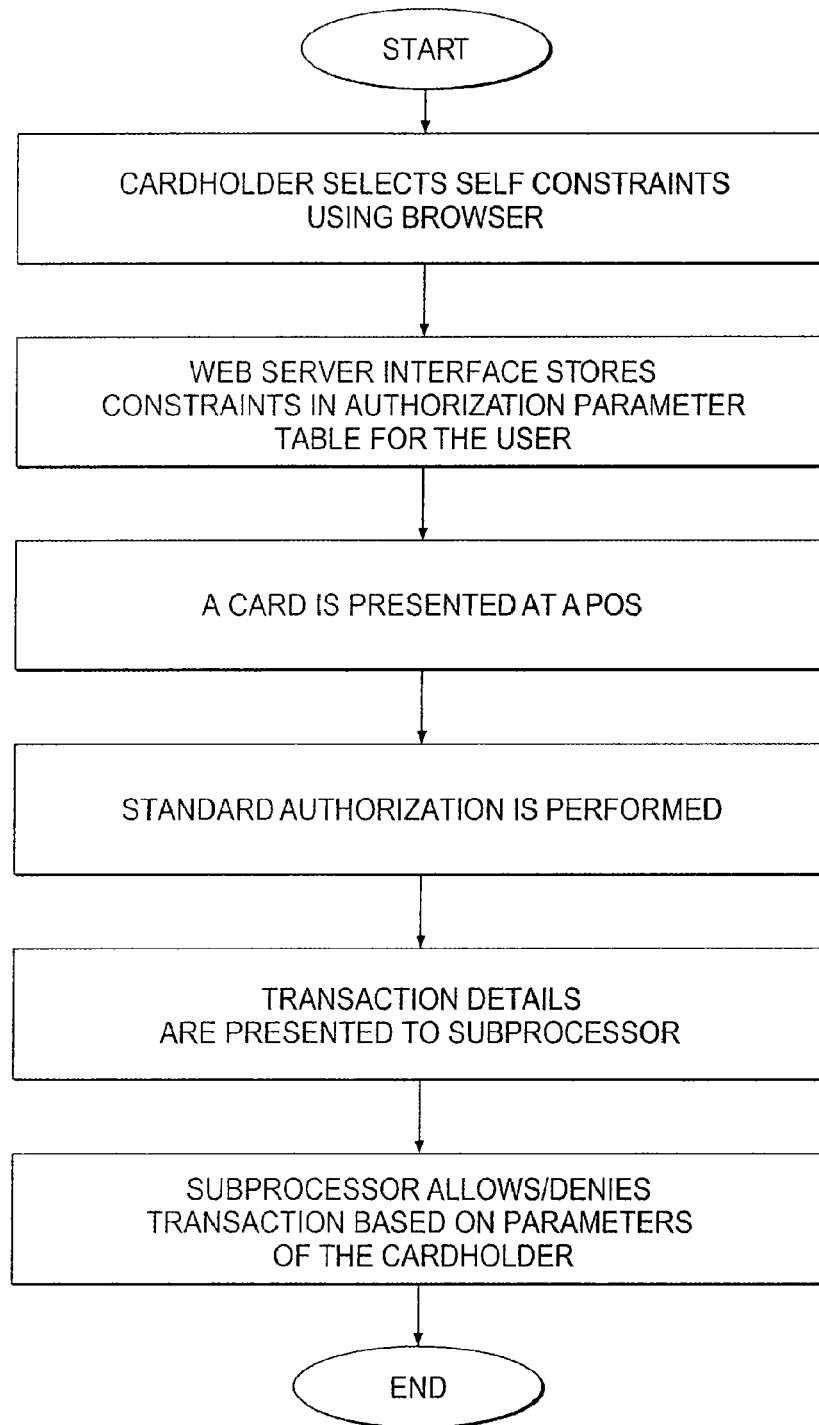 START
CARDHOLDER SELECTS SELF CONSTRAINTS
USING BROWSER
WEB SERVER INTERFACE STORES
CONSTRAINTS IN AUTHORIZATION PARAMETER
TABLE FOR THE USER
A CARD IS PRESENTED AT A POS
STANDARD AUTHORIZATION IS PERFORMED
TRANSACTION DETAILS
ARE PRESENTED TO SUBPROCESSOR
SUBPROCESSOR ALLOWS/DENIES
TRANSACTION BASED ON PARAMETERS
OF THE CARDHOLDER
END